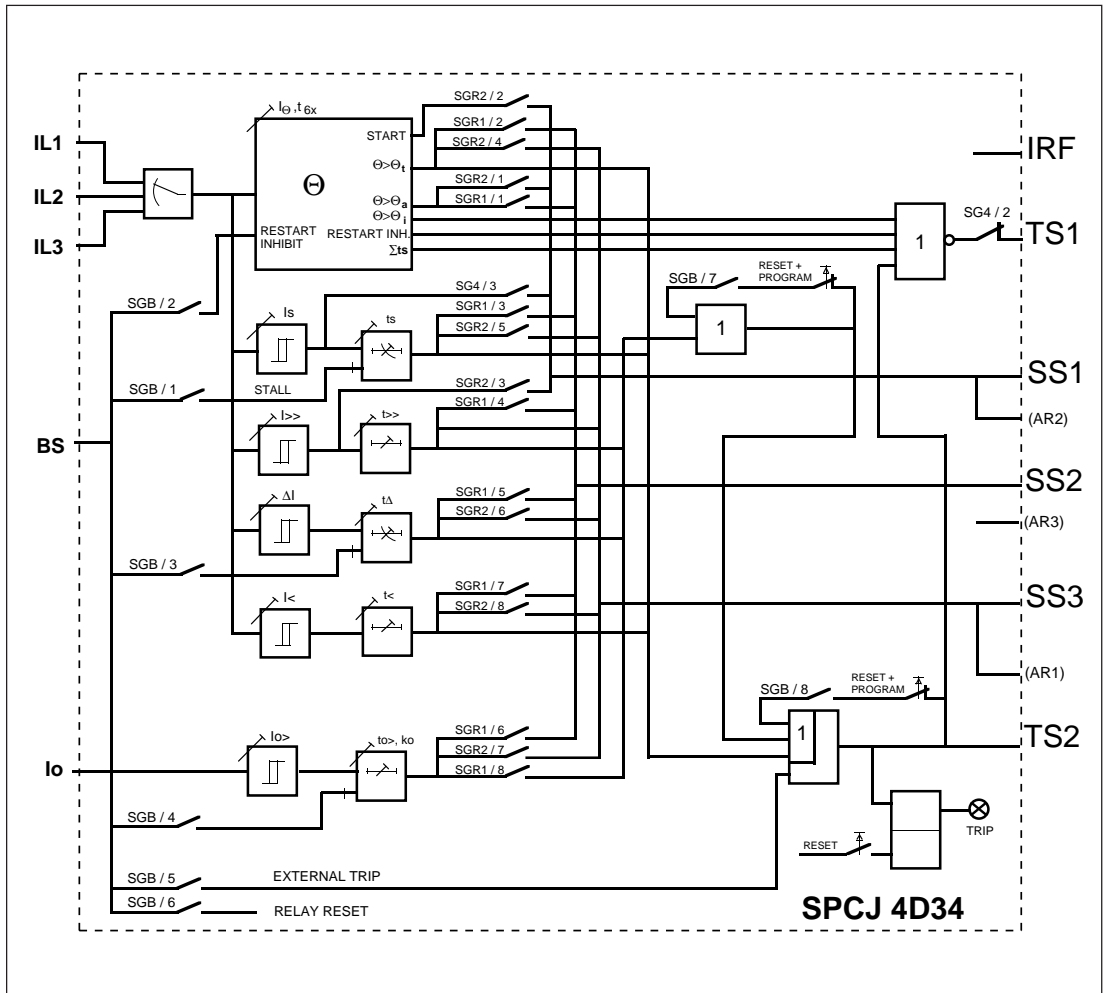 IΘ ,t 6x
SGR2 / 2
START
SGR1 / 2
SGR2 / 4
Θ>Θt
IL1
IL2
IL3
Θ
SGR2 / 1
Θ>Θa
SGR1 / 1
Θ>Θi
RESTART INHIBIT
RESTART INH.
Σts
IRF
1
SG4 / 2
TS1
SGB / 2
SG4 / 3
SGR1 / 3
SGR2 / 5
Is
ts
SGB / 7
RESET +
PROGRAM
1
SGB / 1
STALL
SGR2 / 3
SGR1 / 4
I>>
t>>
SS1
(AR2)
BS
ΔI
tΔ
SGR1 / 5
SGR2 / 6
SS2
(AR3)
SGB / 3
I<
t<
SGR1 / 7
SGR2 / 8
SS3
(AR1)
SGB / 8
RESET +
PROGRAM
1
TS2
Io
Io>
to>, ko
SGR1 / 6
SGR2 / 7
SGR1 / 8
SGB / 4
RESET
TRIP
SGB / 5
EXTERNAL TRIP
SGB / 6
RELAY RESET
SPCJ 4D34